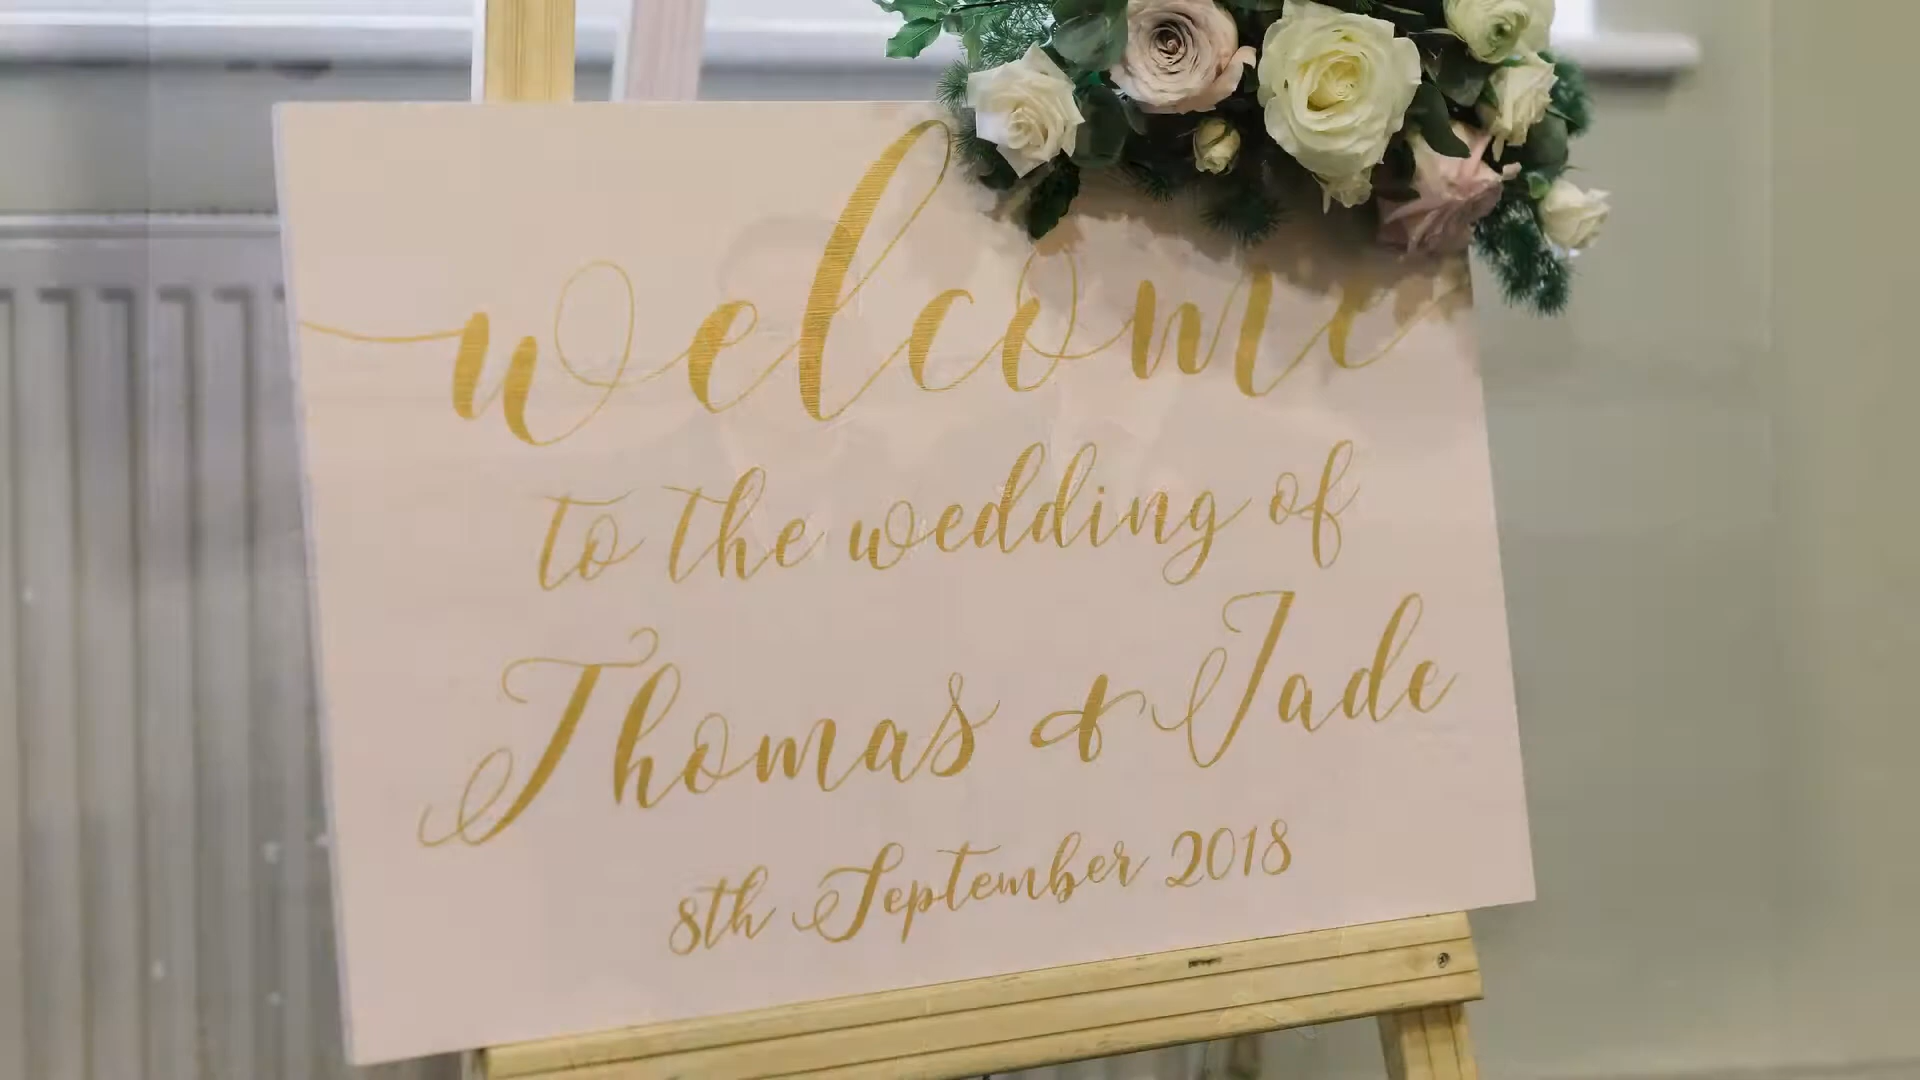 welcome
to the wedding of
Thomas & Jade
8th September 2018